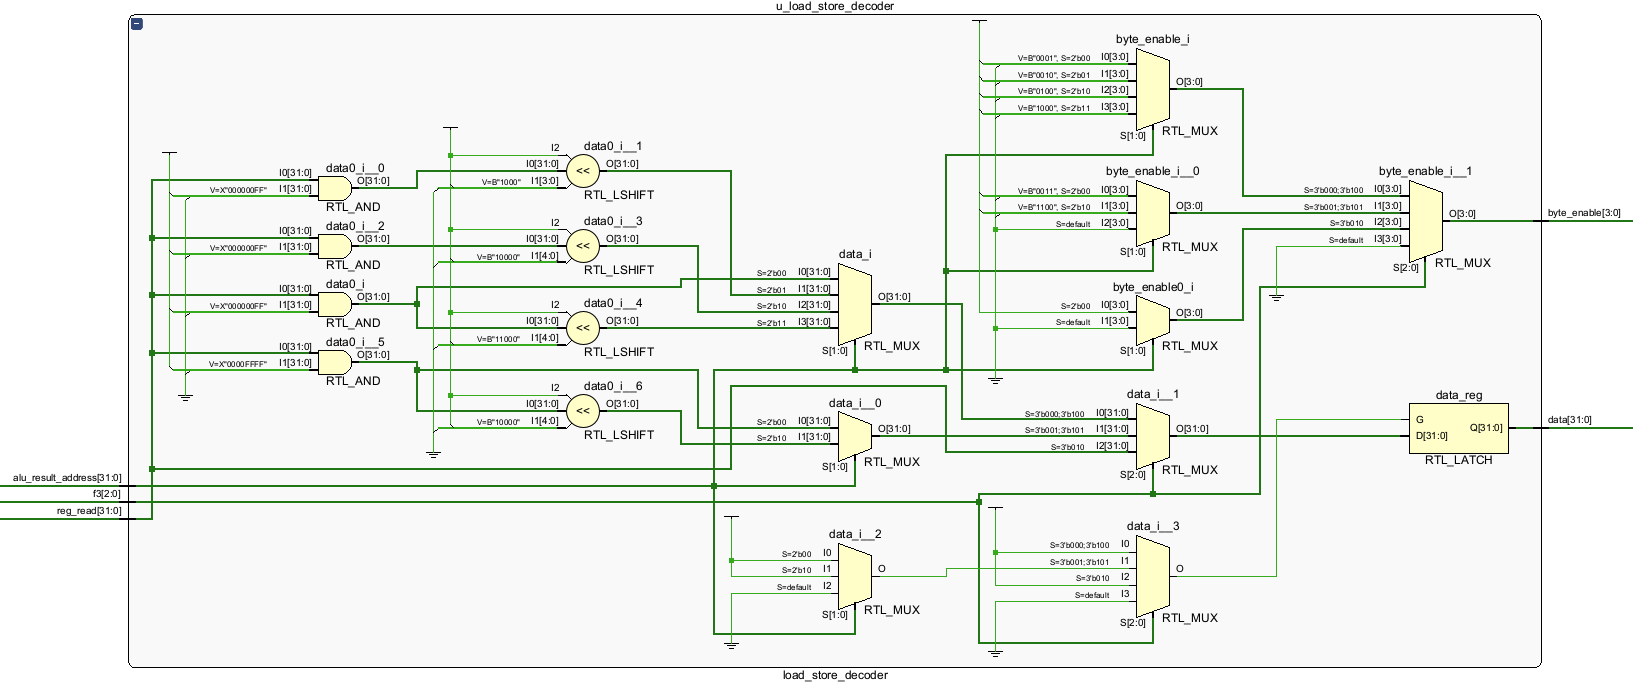 u_load_store_decoder
byte_enable_i
V=B"0001", S=2'b00 I0[3:0]
V=B"0010", S=2'b01 I1[3:0]
V=B"0100", S=2'b10 I2[3:0]
V=B"1000", S=2'b11 I3[3:0]
O[3:0]
S[1:0]
RTL_MUX
data0_i__0
I0[31:0]
V=X"000000FF" I1[31:0]
O[31:0]
RTL_AND
data0_i__1
I2
I0[31:0]
V=B"1000" I1[3:0]
<<
O[31:0]
RTL_LSHIFT
byte_enable_i__0
V=B"0011", S=2'b00 I0[3:0]
V=B"1100", S=2'b10 I1[3:0]
S=default I2[3:0]
O[3:0]
S[1:0]
RTL_MUX
byte_enable_i__1
S=3'b000;3'b100 I0[3:0]
S=3'b001;3'b101 I1[3:0]
S=3'b010 I2[3:0]
S=default I3[3:0]
O[3:0]
S[2:0]
RTL_MUX
byte_enable[3:0]
data0_i__2
I0[31:0]
V=X"000000FF" I1[31:0]
O[31:0]
RTL_AND
data0_i__3
I2
I0[31:0]
V=B"10000" I1[4:0]
<<
O[31:0]
RTL_LSHIFT
data_i
S=2'b00 I0[31:0]
S=2'b01 I1[31:0]
S=2'b10 I2[31:0]
S=2'b11 I3[31:0]
O[31:0]
S[1:0]
RTL_MUX
byte_enable0_i
S=2'b00 I0[3:0]
S=default I1[3:0]
O[3:0]
S[1:0]
RTL_MUX
data0_i
I0[31:0]
V=X"000000FF" I1[31:0]
O[31:0]
RTL_AND
data0_i__4
I2
I0[31:0]
V=B"11000" I1[4:0]
<<
O[31:0]
RTL_LSHIFT
data0_i__5
I0[31:0]
V=X"0000FFFF" I1[31:0]
O[31:0]
RTL_AND
data0_i__6
I2
I0[31:0]
V=B"10000" I1[4:0]
<<
O[31:0]
RTL_LSHIFT
data_i__0
S=2'b00 I0[31:0]
S=2'b10 I1[31:0]
O[31:0]
S[1:0]
RTL_MUX
data_i__1
S=3'b000;3'b100 I0[31:0]
S=3'b001;3'b101 I1[31:0]
S=3'b010 I2[31:0]
O[31:0]
S[2:0]
RTL_MUX
data_reg
G
D[31:0]
Q[31:0]
RTL_LATCH
data[31:0]
alu_result_address[31:0]
f3[2:0]
reg_read[31:0]
data_i__2
S=2'b00 I0
S=2'b10 I1
S=default I2
O
S[1:0]
RTL_MUX
data_i__3
S=3'b000;3'b100 I0
S=3'b001;3'b101 I1
S=3'b010 I2
S=default I3
O
S[2:0]
RTL_MUX
load_store_decoder